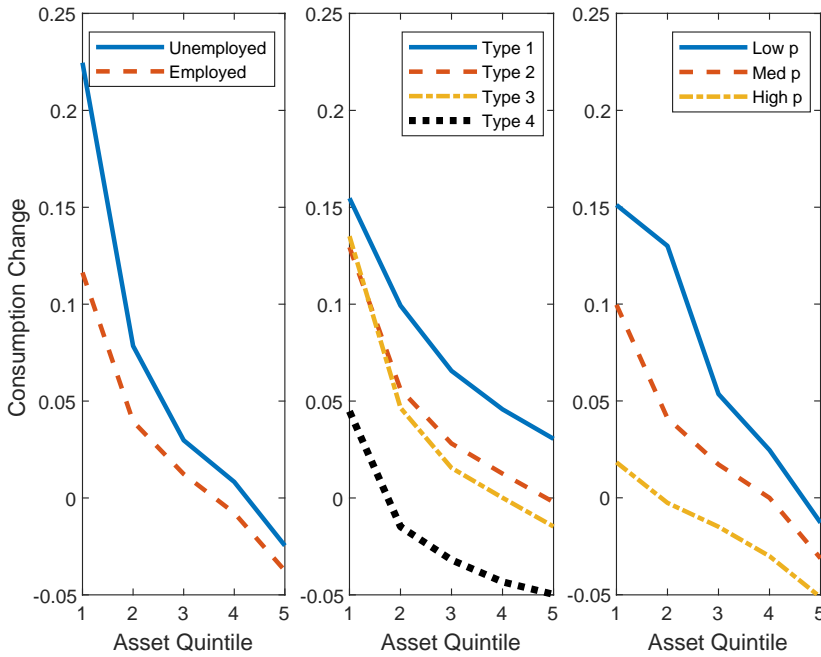 Consumption Change
0.25
0.2
0.15
0.1
0.05
0
-0.05
1 2 3 4 5
Asset Quintile
Unemployed
Employed
0.25
0.2
0.15
0.1
0.05
0
-0.05
1 2 3 4 5
Asset Quintile
Type 1
Type 2
Type 3
Type 4
0.25
0.2
0.15
0.1
0.05
0
-0.05
1 2 3 4 5
Asset Quintile
Low p
Med p
High p